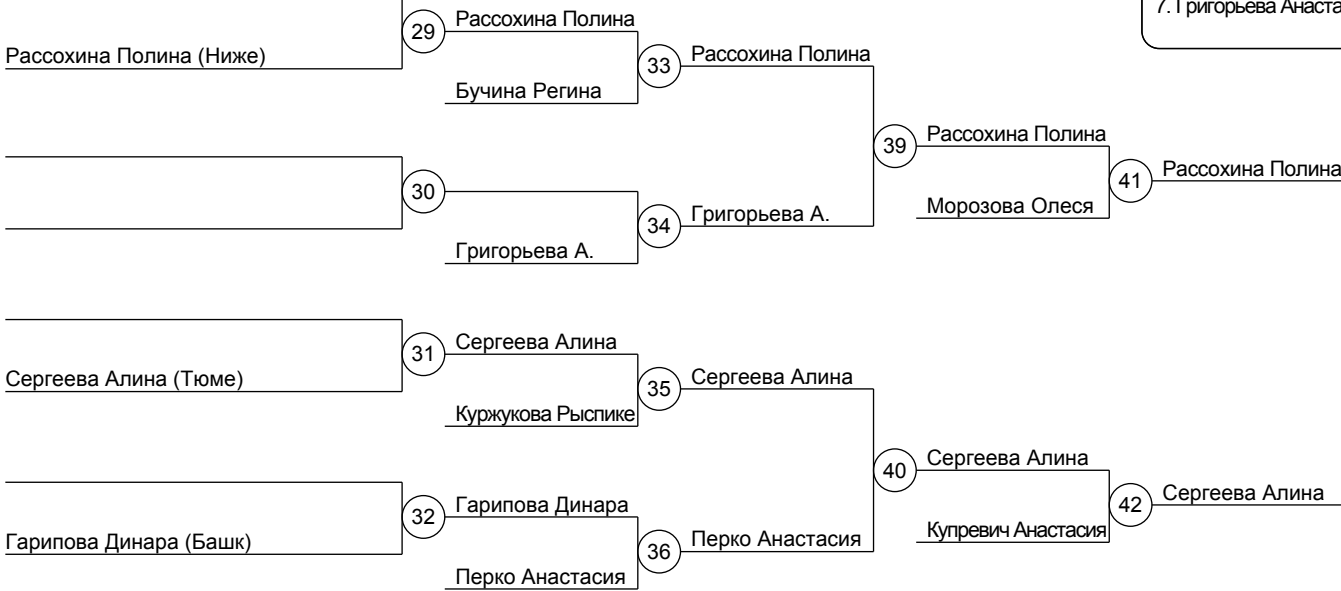 7. Григорьева Анаста
29
Рассохина Полина
Рассохина Полина (Ниже)
33
Рассохина Полина
Бучина Регина
39
Рассохина Полина
41
Рассохина Полина
30
34
Григорьева А.
Морозова Олеся
Григорьева А.
31
Сергеева Алина
Сергеева Алина (Тюме)
35
Сергеева Алина
Куржукова Рыспике
40
Сергеева Алина
42
Сергеева Алина
32
Гарипова Динара
Купревич Анастасия
Гарипова Динара (Башк)
36
Перко Анастасия
Перко Анастасия